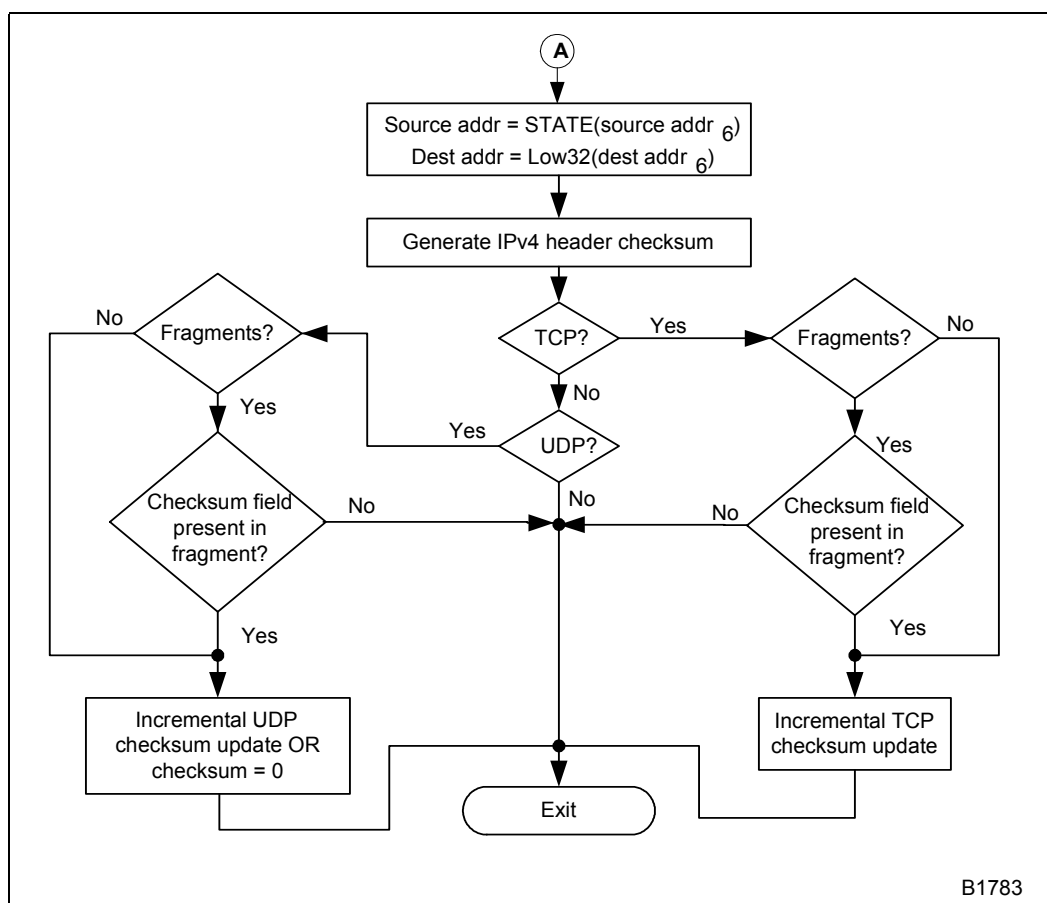 A
Source addr = STATE(source addr 6)
Dest addr = Low32(dest addr 6)
Generate IPv4 header checksum
No
Fragments?
TCP?
Yes
Fragments?
No
Yes
No
Yes
UDP?
Yes
Checksum field
present in
fragment?
No
No
No
Checksum field
present in
fragment?
Yes
Yes
Incremental UDP
checksum update OR
checksum = 0
Incremental TCP
checksum update
Exit
B1783